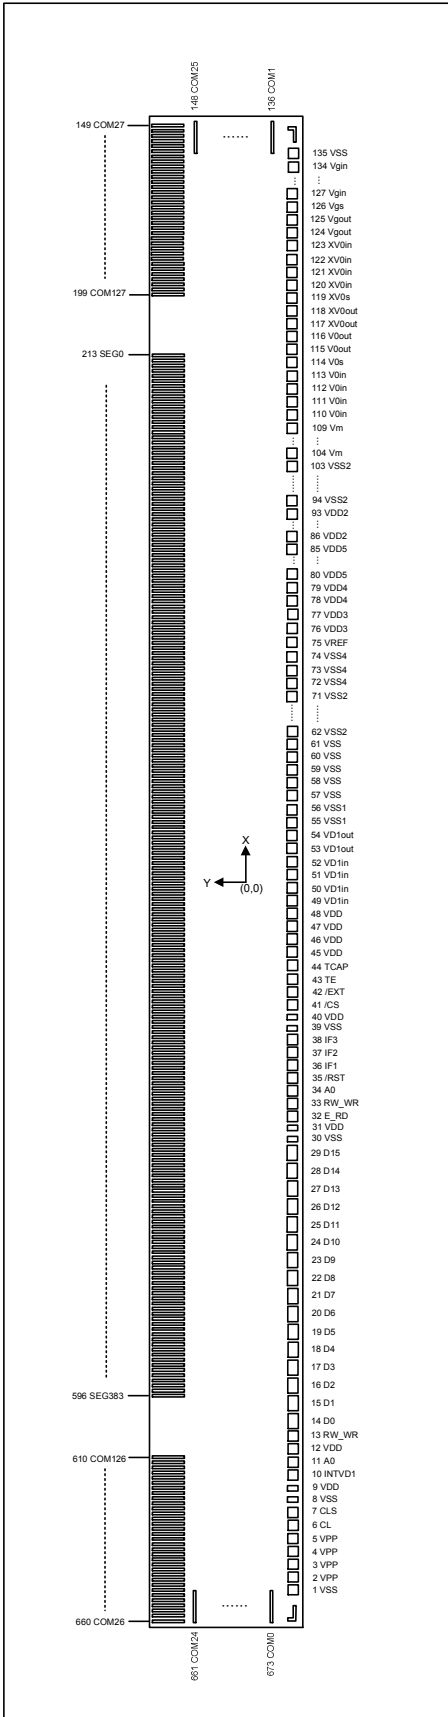 148 COM25
136 COM1
149 COM27
199 COM127
213 SEG0
596 SEG383
610 COM126
660 COM26
661 COM24
673 COM0
135 VSS
134 Vgin
127 Vgin
126 Vgs
125 Vgout
124 Vgout
123 XV0in
122 XV0in
121 XV0in
120 XV0in
119 XV0s
118 XV0out
117 XV0out
116 V0out
115 V0out
114 V0s
113 V0in
112 V0in
111 V0in
110 V0in
109 Vm
104 Vm
103 VSS2
94 VSS2
93 VDD2
86 VDD2
85 VDD5
80 VDD5
79 VDD4
78 VDD4
77 VDD3
76 VDD3
75 VREF
74 VSS4
73 VSS4
72 VSS4
71 VSS2
62 VSS2
61 VSS
60 VSS
59 VSS
58 VSS
57 VSS
56 VSS1
55 VSS1
54 VD1out
53 VD1out
52 VD1in
51 VD1in
50 VD1in
49 VD1in
48 VDD
47 VDD
46 VDD
45 VDD
44 TCAP
43 TE
42 /EXT
41 /CS
40 VDD
39 VSS
38 IF3
37 IF2
36 IF1
35 /RST
34 A0
33 RW_WR
32 E_RD
31 VDD
30 VSS
29 D15
28 D14
27 D13
26 D12
25 D11
24 D10
23 D9
22 D8
21 D7
20 D6
19 D5
18 D4
17 D3
16 D2
15 D1
14 D0
13 RW_WR
12 VDD
11 A0
10 INTVD1
9 VDD
8 VSS
7 CLS
6 CL
5 VPP
4 VPP
3 VPP
2 VPP
1 VSS
X
Y
(0,0)